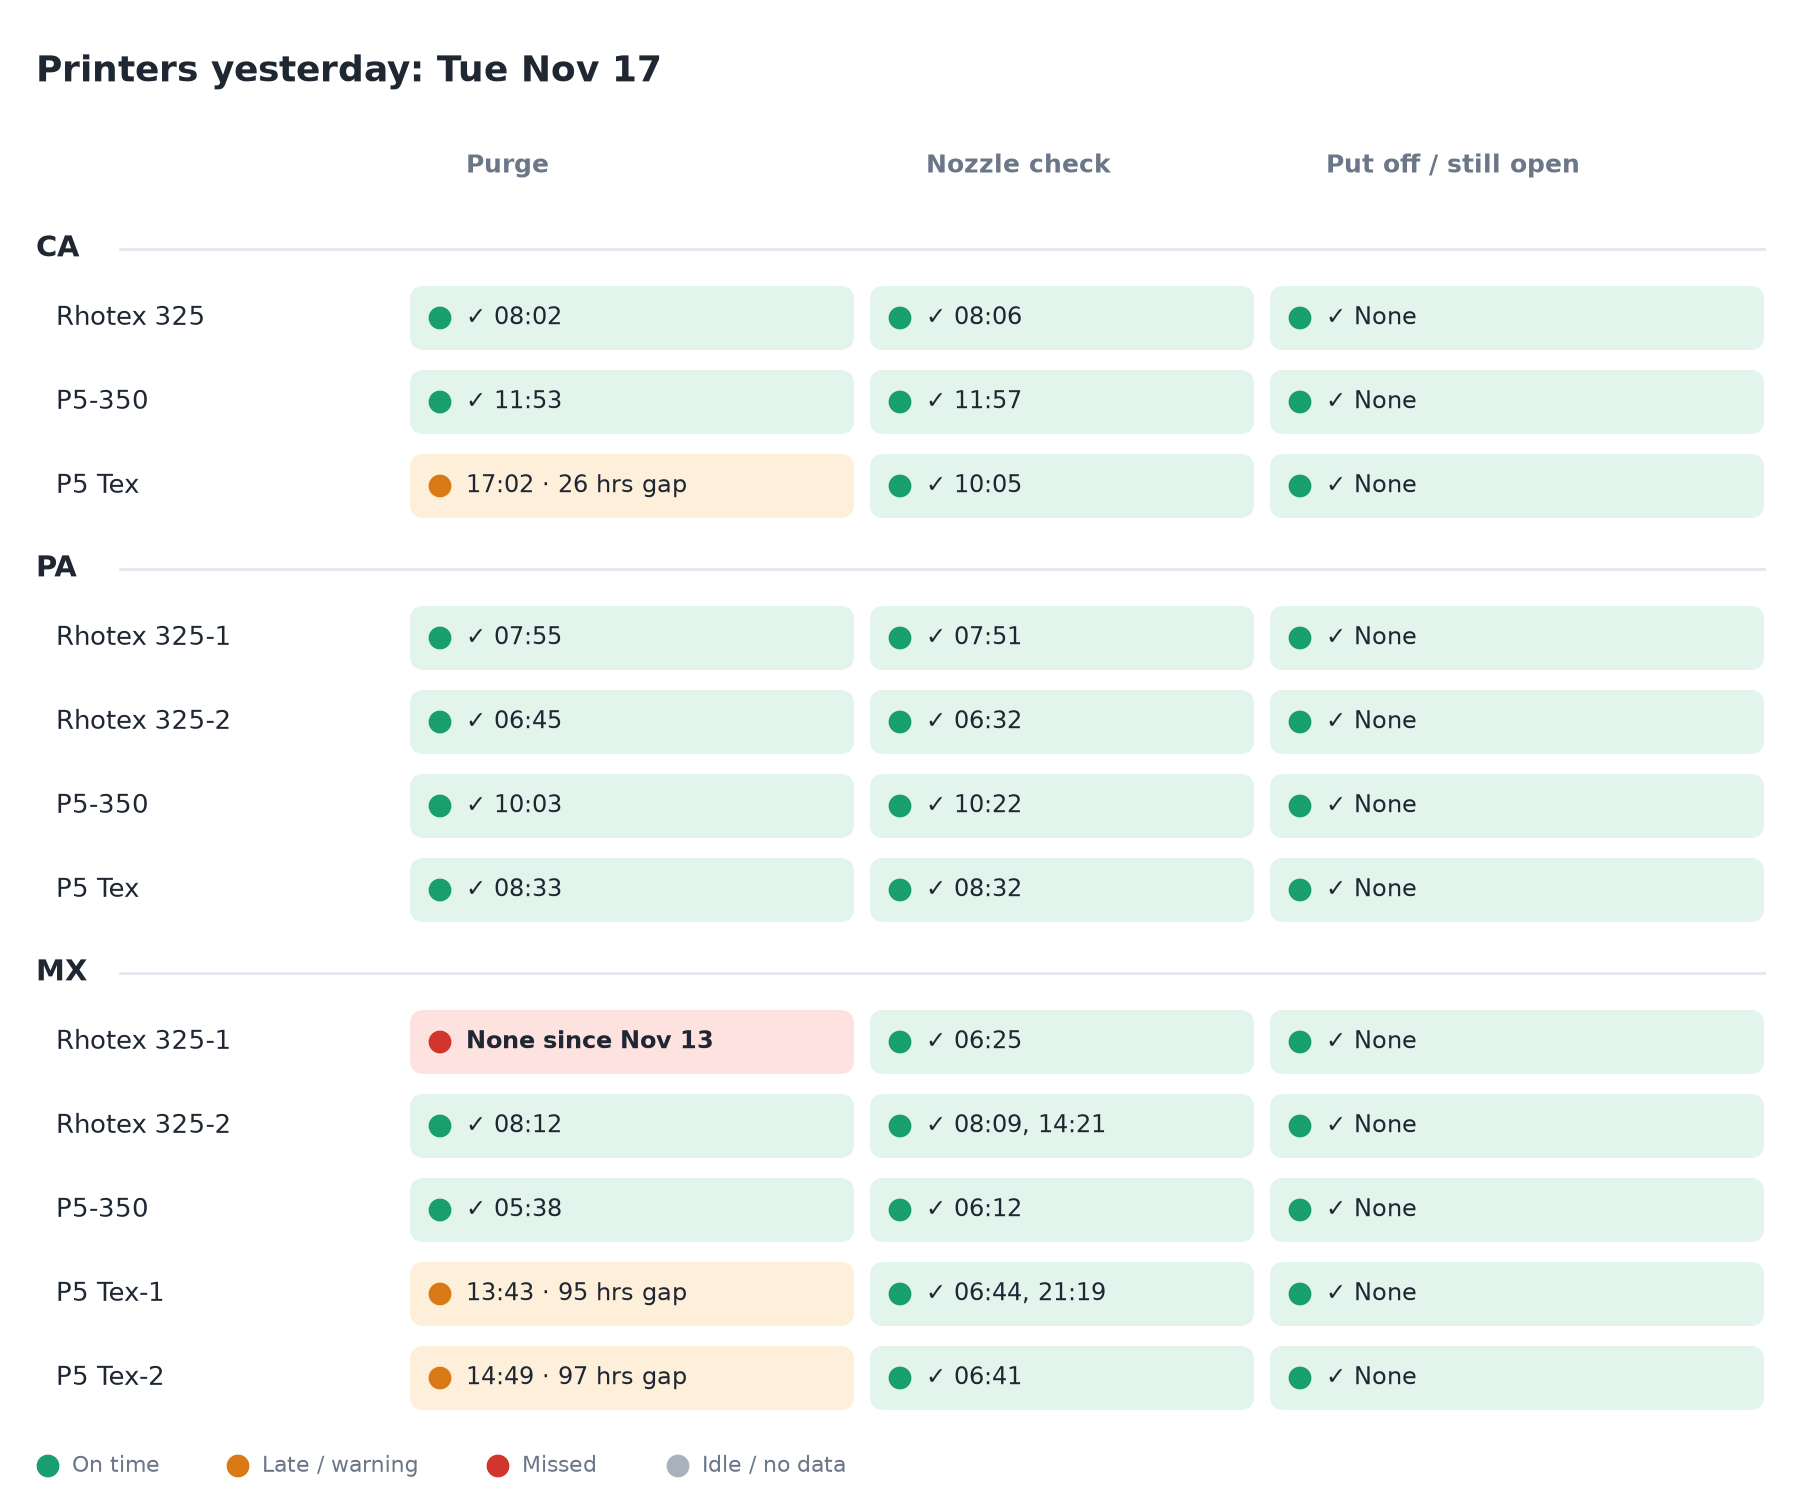 Printers yesterday: Tue Nov 17
Purge Nozzle check Put off / still open
CA
Rhotex 325 ✓ 08:02 ✓ 08:06 ✓ None
P5-350 ✓ 11:53 ✓ 11:57 ✓ None
P5 Tex 17:02 · 26 hrs gap ✓ 10:05 ✓ None
PA
Rhotex 325-1 ✓ 07:55 ✓ 07:51 ✓ None
Rhotex 325-2 ✓ 06:45 ✓ 06:32 ✓ None
P5-350 ✓ 10:03 ✓ 10:22 ✓ None
P5 Tex ✓ 08:33 ✓ 08:32 ✓ None
MX
Rhotex 325-1 None since Nov 13 ✓ 06:25 ✓ None
Rhotex 325-2 ✓ 08:12 ✓ 08:09, 14:21 ✓ None
P5-350 ✓ 05:38 ✓ 06:12 ✓ None
P5 Tex-1 13:43 · 95 hrs gap ✓ 06:44, 21:19 ✓ None
P5 Tex-2 14:49 · 97 hrs gap ✓ 06:41 ✓ None
On time Late / warning Missed Idle / no data